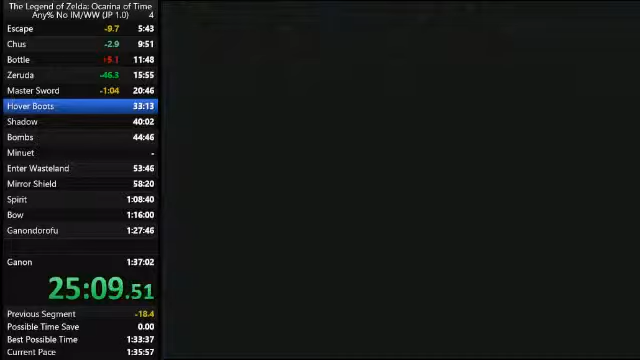 The Legend of Zelda: Ocarina of Time
Any% No IM/WW (JP 1.0) 4
Escape -9.7 5:43
Chus -2.9 9:51
Bottle +5.1 11:48
Zeruda -46.3 15:55
Master Sword -1:04 20:46
Hover Boots 33:13
Shadow 40:02
Bombs 44:46
Minuet -
Enter Wasteland 53:46
Mirror Shield 58:20
Spirit 1:08:40
Bow 1:16:00
Ganondorofu 1:27:46
Ganon 1:37:02
25:09.51
Previous Segment -18.4
Possible Time Save 0.00
Best Possible Time 1:33:37
Current Pace 1:35:57